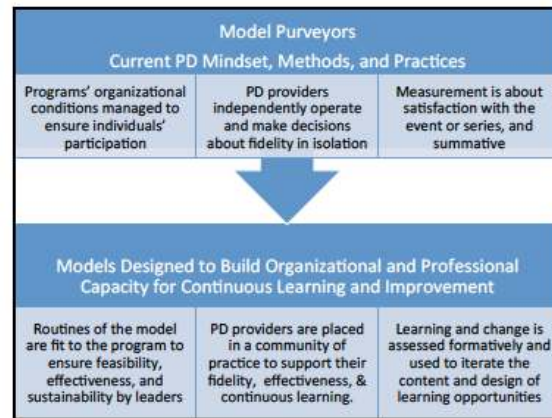 Model Purveyors
Current PD Mindset, Methods, and Practices
Programs' organizational
conditions managed to
ensure individuals'
participation
PD providers
independently operate
and make decisions
about fidelity in isolation
Measurement is about
satisfaction with the
event or series, and
summative
Models Designed to Build Organizational and Professional
Capacity for Continuous Learning and Improvement
Routines of the model
are fit to the program to
ensure feasibility,
effectiveness, and
sustainability by leaders
PD providers are placed
in a community of
practice to support their
fidelity, effectiveness, &
continuous learning.
Learning and change is
assessed formatively and
used to iterate the
content and design of
learning opportunities